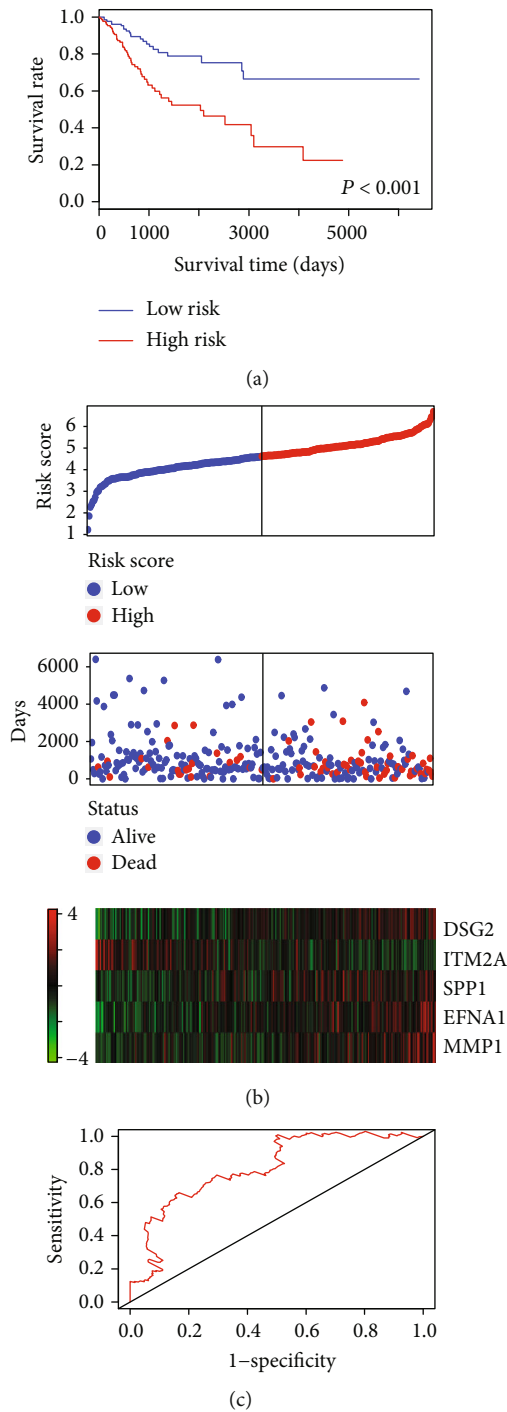 1.0
0.8
0.6
0.4
0.2
0.0
Survival rate
P < 0.001
0 1000 3000 5000
Survival time (days)
Low risk
High risk
(a)
6
5
4
3
2
1
Risk score
Risk score
Low
High
6000
4000
2000
0
Days
Status
Alive
Dead
4
−4
DSG2
ITM2A
SPP1
EFNA1
MMP1
(b)
1.0
0.8
0.6
0.4
0.2
0.0
Sensitivity
0.0 0.2 0.4 0.6 0.8 1.0
1−specificity
(c)